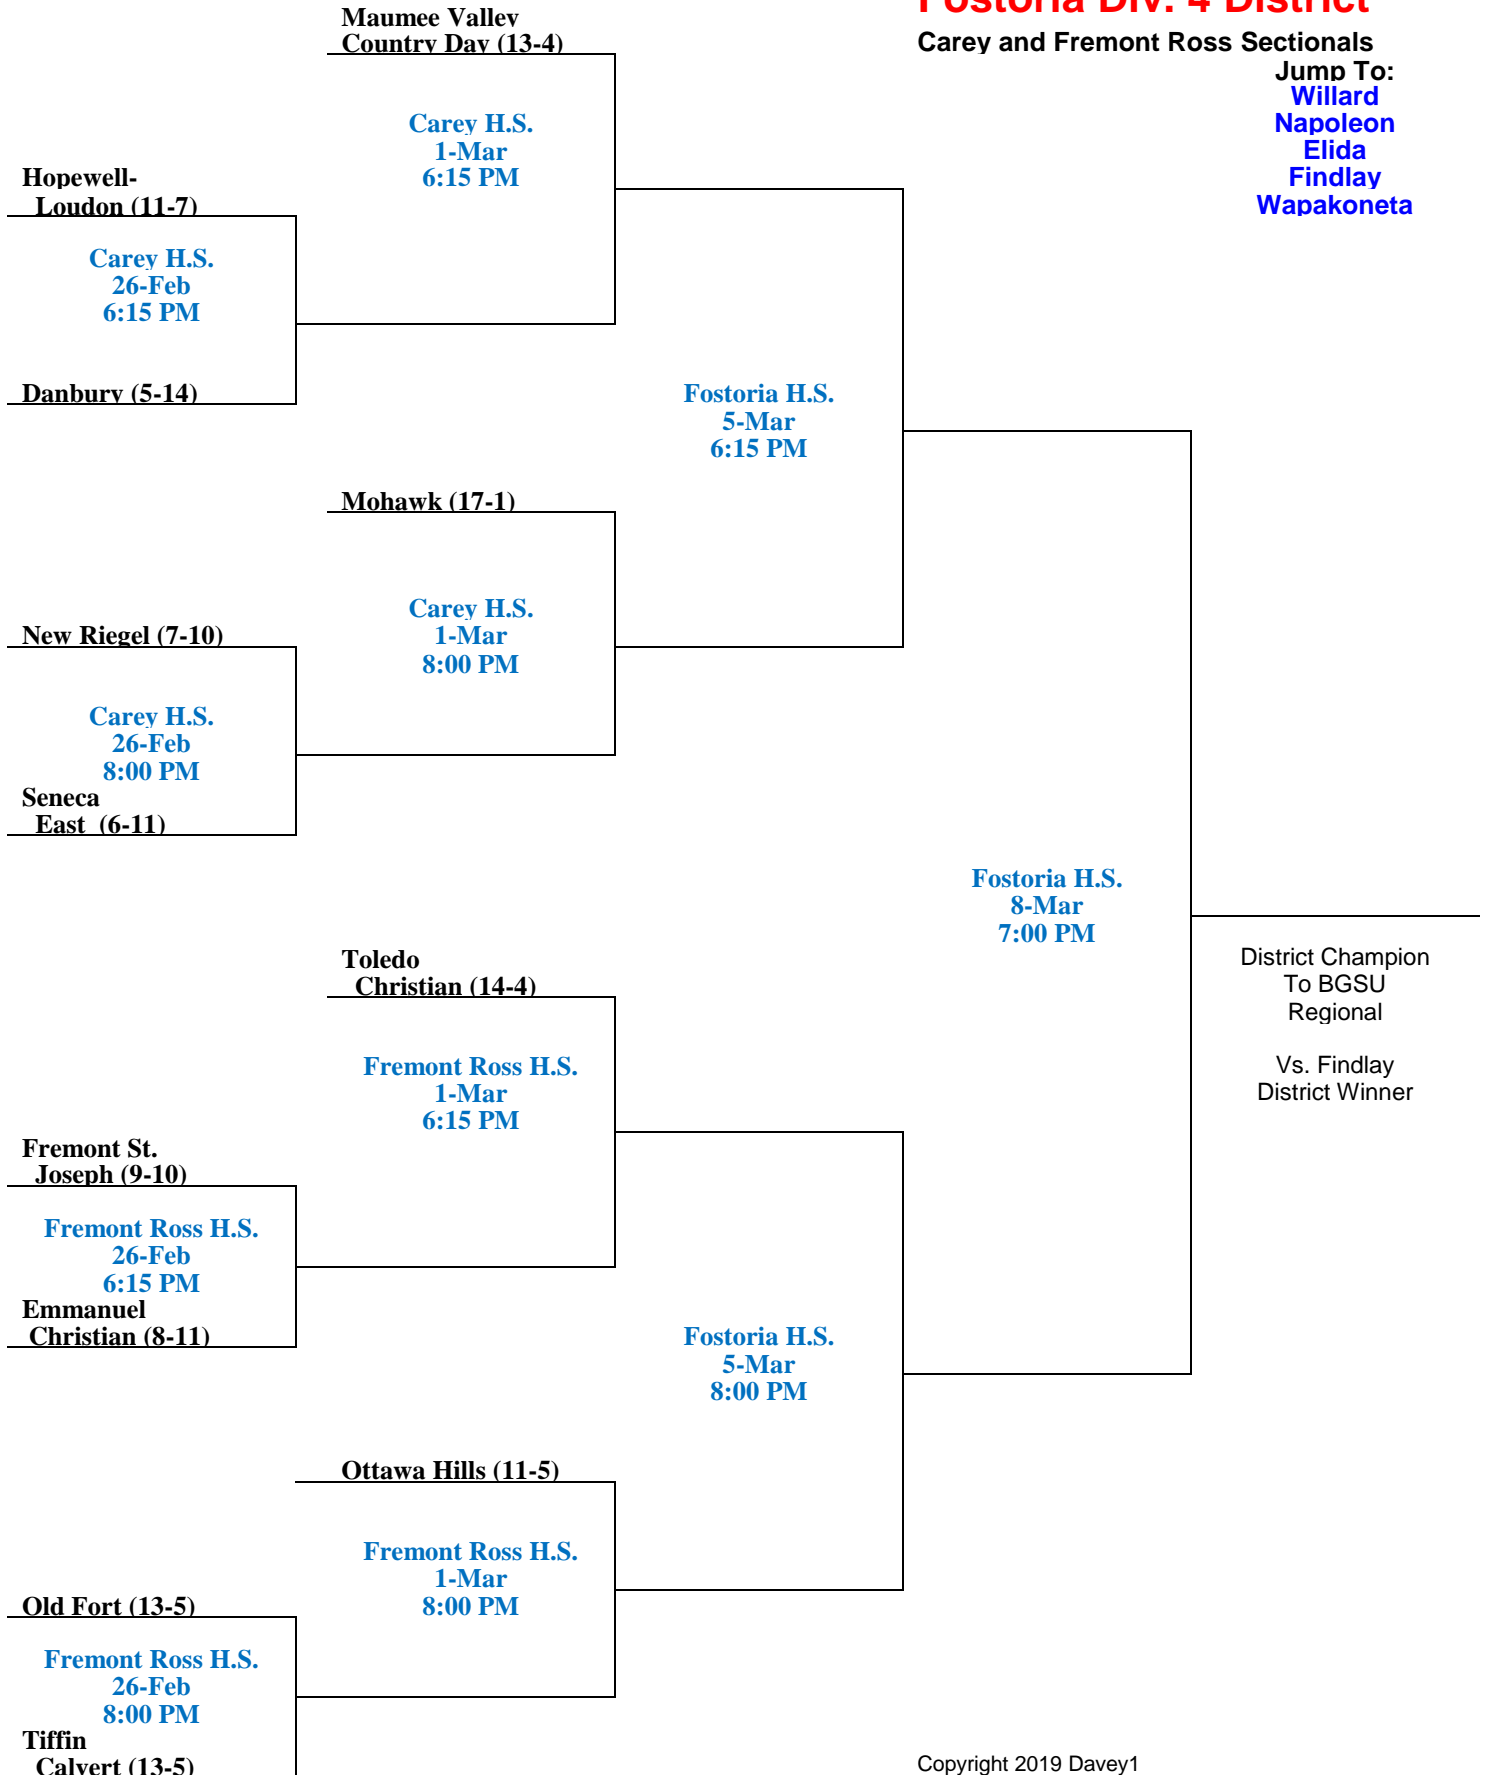 Fostoria Div. 4 District
Carey and Fremont Ross Sectionals
Jump To:
Willard
Napoleon
Elida
Findlay
Wapakoneta
Maumee Valley
Country Day (13-4)
Carey H.S.
1-Mar
6:15 PM
Hopewell-
Loudon (11-7)
Carey H.S.
26-Feb
6:15 PM
Danbury (5-14)
Fostoria H.S.
5-Mar
6:15 PM
Mohawk (17-1)
Carey H.S.
1-Mar
8:00 PM
New Riegel (7-10)
Carey H.S.
26-Feb
8:00 PM
Seneca
East (6-11)
Fostoria H.S.
8-Mar
7:00 PM
District Champion
To BGSU
Regional
Vs. Findlay
District Winner
Toledo
Christian (14-4)
Fremont Ross H.S.
1-Mar
6:15 PM
Fremont St.
Joseph (9-10)
Fremont Ross H.S.
26-Feb
6:15 PM
Emmanuel
Christian (8-11)
Fostoria H.S.
5-Mar
8:00 PM
Ottawa Hills (11-5)
Fremont Ross H.S.
1-Mar
8:00 PM
Old Fort (13-5)
Fremont Ross H.S.
26-Feb
8:00 PM
Tiffin
Calvert (13-5)
Copyright 2019 Davey1